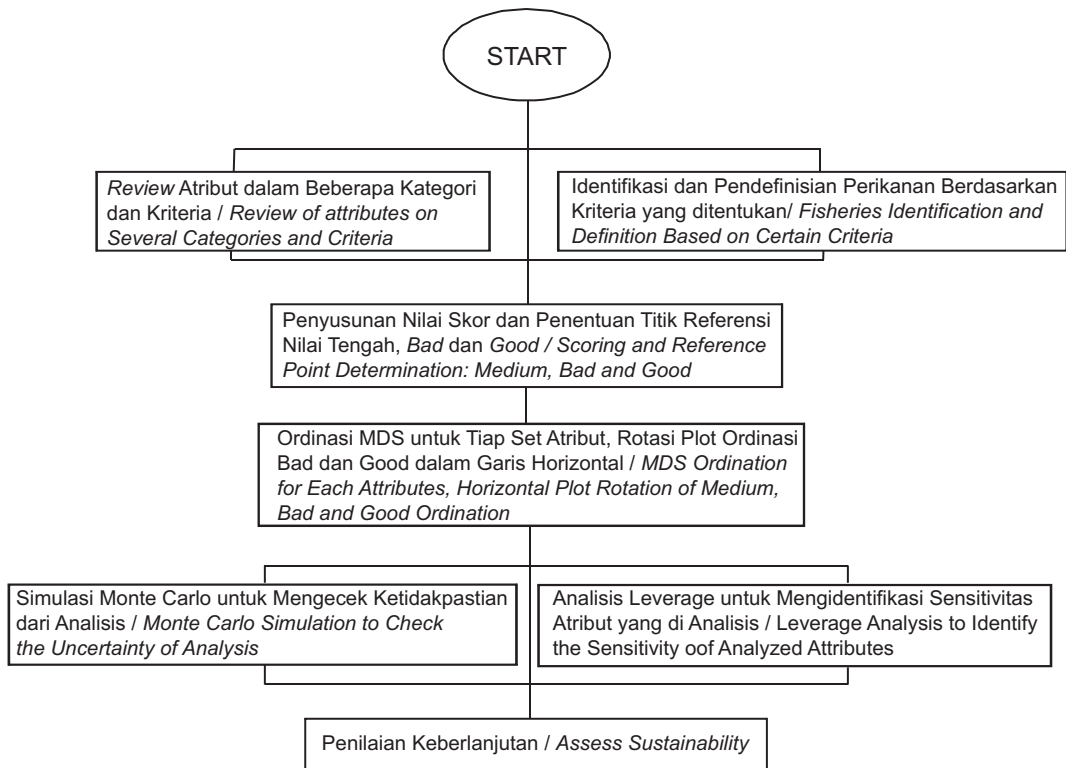 START
Review Atribut dalam Beberapa Kategori
dan Kriteria / Review of attributes on
Several Categories and Criteria
Identifikasi dan Pendefinisian Perikanan Berdasarkan
Kriteria yang ditentukan/ Fisheries Identification and
Definition Based on Certain Criteria
Penyusunan Nilai Skor dan Penentuan Titik Referensi
Nilai Tengah, Bad dan Good / Scoring and Reference
Point Determination: Medium, Bad and Good
Ordinasi MDS untuk Tiap Set Atribut, Rotasi Plot Ordinasi
Bad dan Good dalam Garis Horizontal / MDS Ordination
for Each Attributes, Horizontal Plot Rotation of Medium,
Bad and Good Ordination
Simulasi Monte Carlo untuk Mengecek Ketidakpastian
dari Analisis / Monte Carlo Simulation to Check
the Uncertainty of Analysis
Analisis Leverage untuk Mengidentifikasi Sensitivitas
Atribut yang di Analisis / Leverage Analysis to Identify
the Sensitivity oof Analyzed Attributes
Penilaian Keberlanjutan / Assess Sustainability